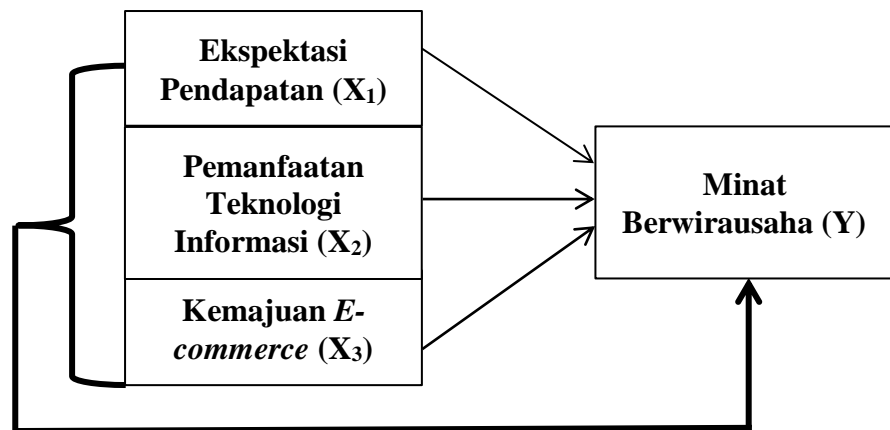 Ekspektasi
Pendapatan (X₁)
Pemanfaatan
Teknologi
Informasi (X₂)
Kemajuan E-
commerce (X₃)
Minat
Berwirausaha (Y)